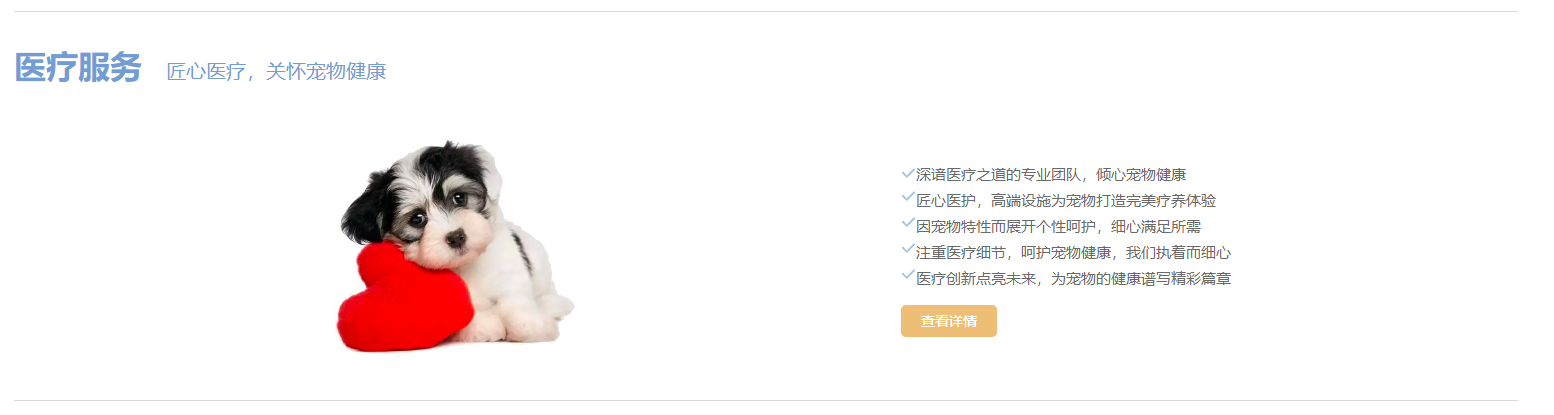 医疗服务 匠心医疗，关怀宠物健康
深谙医疗之道的专业团队，倾心宠物健康
匠心医护，高端设施为宠物打造完美疗养体验
因宠物特性而展开个性呵护，细心满足所需
注重医疗细节，呵护宠物健康，我们执着而细心
医疗创新点亮未来，为宠物的健康谱写精彩篇章
查看详情